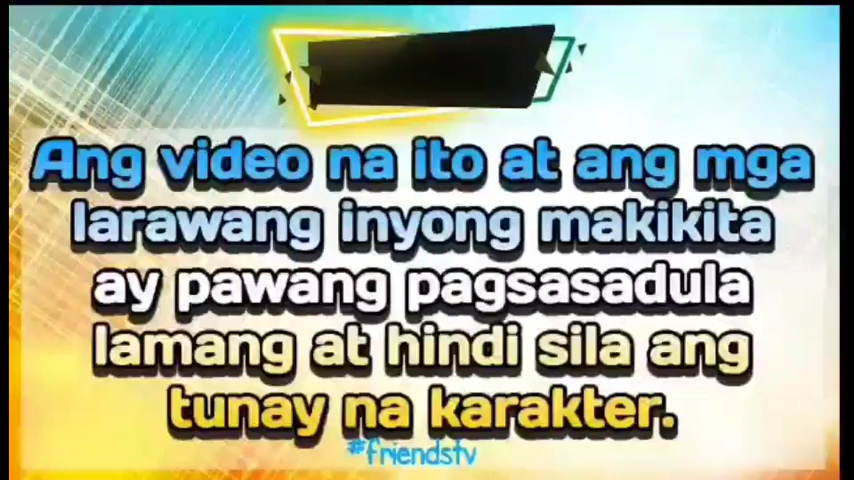 Ang video na ito at ang mga
larawang inyong makikita
ay pawang pagsasadula
lamang at hindi sila ang
tunay na karakter.
#friendstv